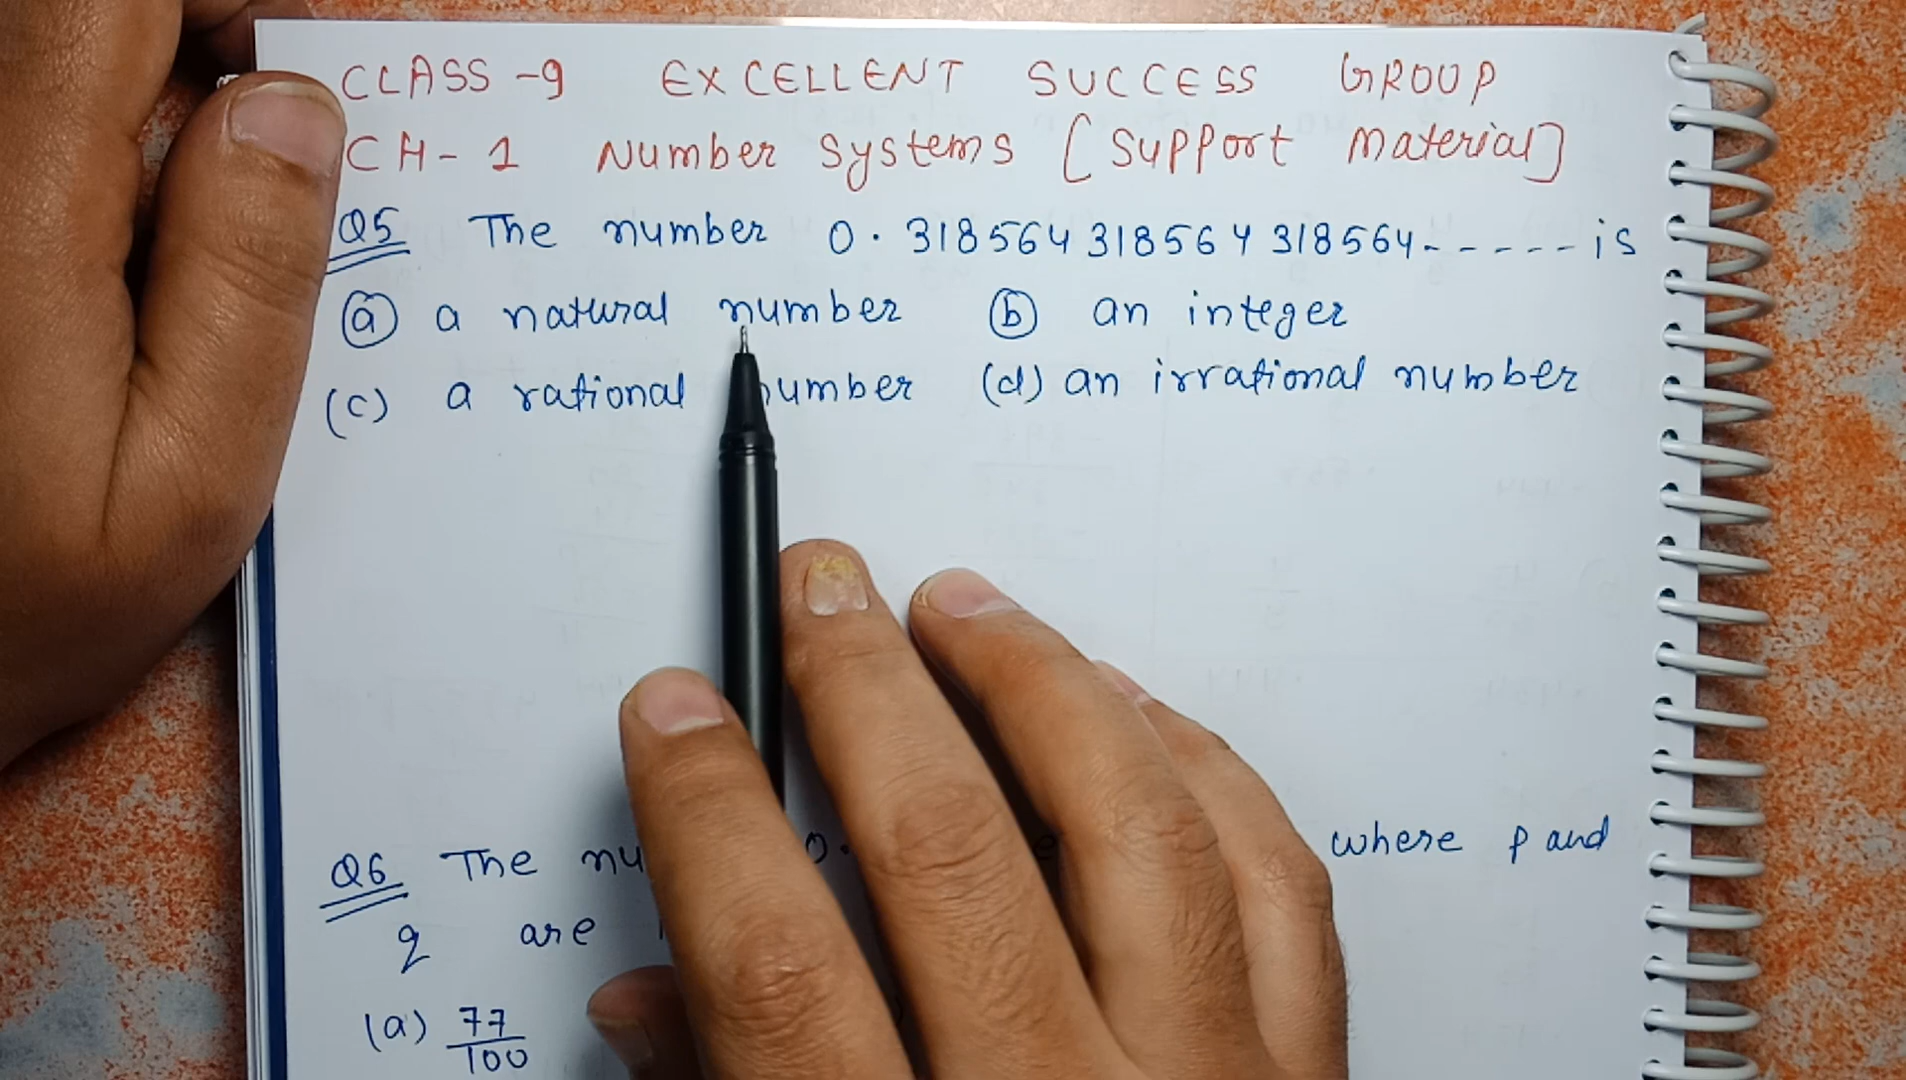 CLASS -9 EXCELLENT SUCCESS GROUP
CH- 1 Number Systems [Support Material]
Q5 The number 0.318564318564318564------ is
(a) a natural number (b) an integer
(c) a rational number (d) an irrational number
Q6 The 0. where p and
q are
(a) 77/100